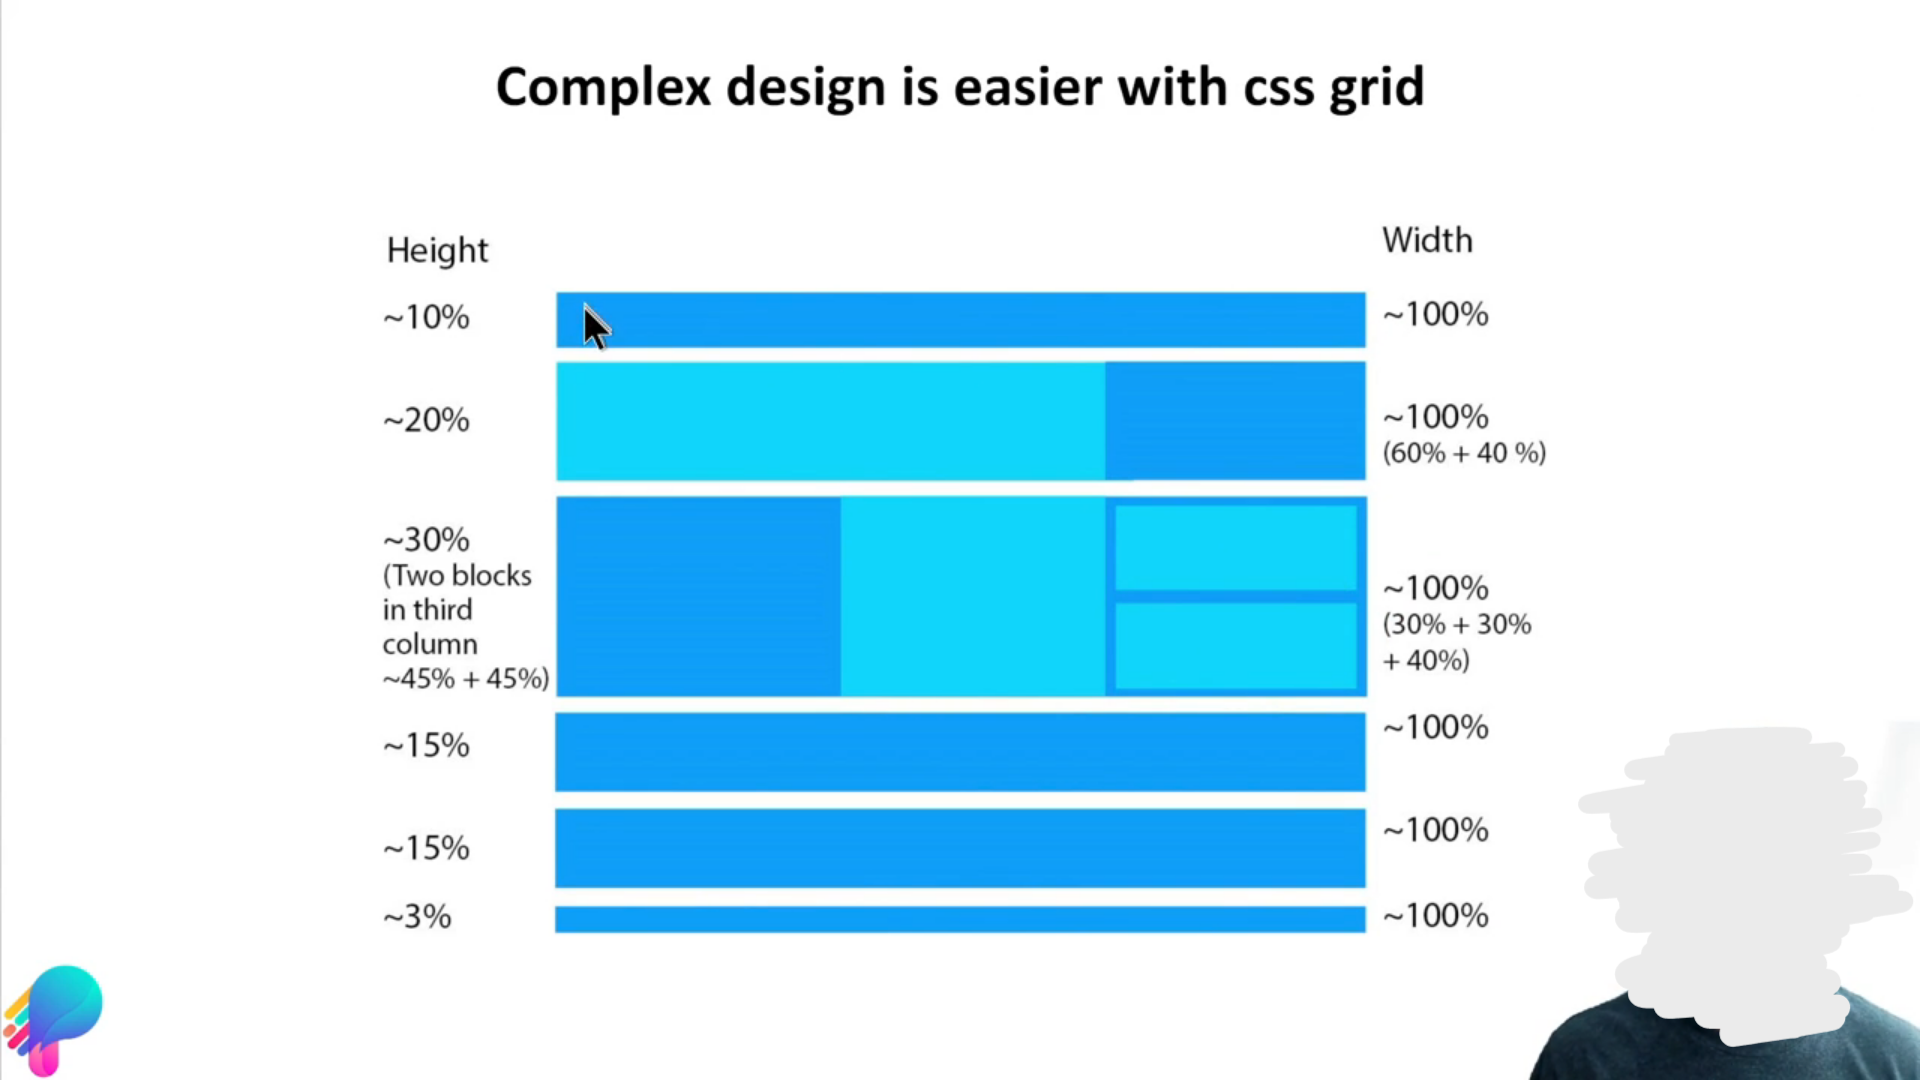 Complex design is easier with css grid
Height
Width
~10%
~100%
~20%
~100%
(60% + 40 %)
~30%
(Two blocks
in third
column
~45% + 45%)
~100%
(30% + 30%
+ 40%)
~15%
~100%
~15%
~100%
~3%
~100%